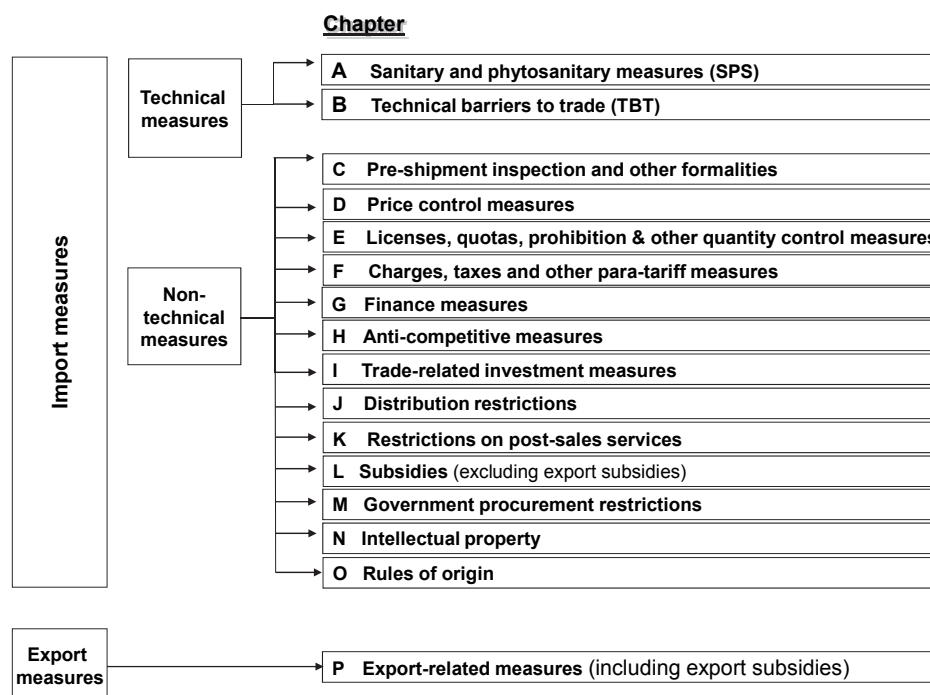 Chapter
A Sanitary and phytosanitary measures (SPS)
B Technical barriers to trade (TBT)
Technical
measures
C Pre-shipment inspection and other formalities
D Price control measures
E Licenses, quotas, prohibition & other quantity control measures
F Charges, taxes and other para-tariff measures
G Finance measures
H Anti-competitive measures
I Trade-related investment measures
J Distribution restrictions
K Restrictions on post-sales services
L Subsidies (excluding export subsidies)
M Government procurement restrictions
N Intellectual property
O Rules of origin
Non-
technical
measures
Import measures
Export
measures
P Export-related measures (including export subsidies)